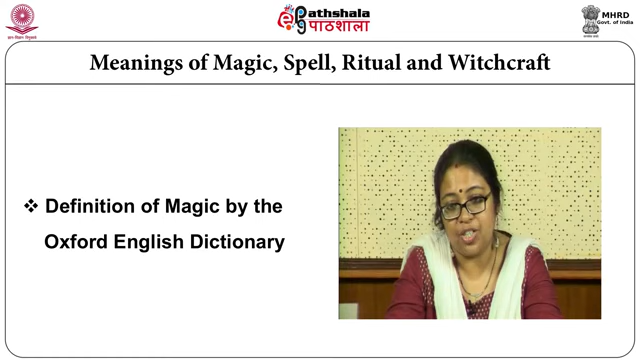 Pathshala
पाठशाला
MHRD
Govt. of India
Meanings of Magic, Spell, Ritual and Witchcraft
❖ Definition of Magic by the
Oxford English Dictionary